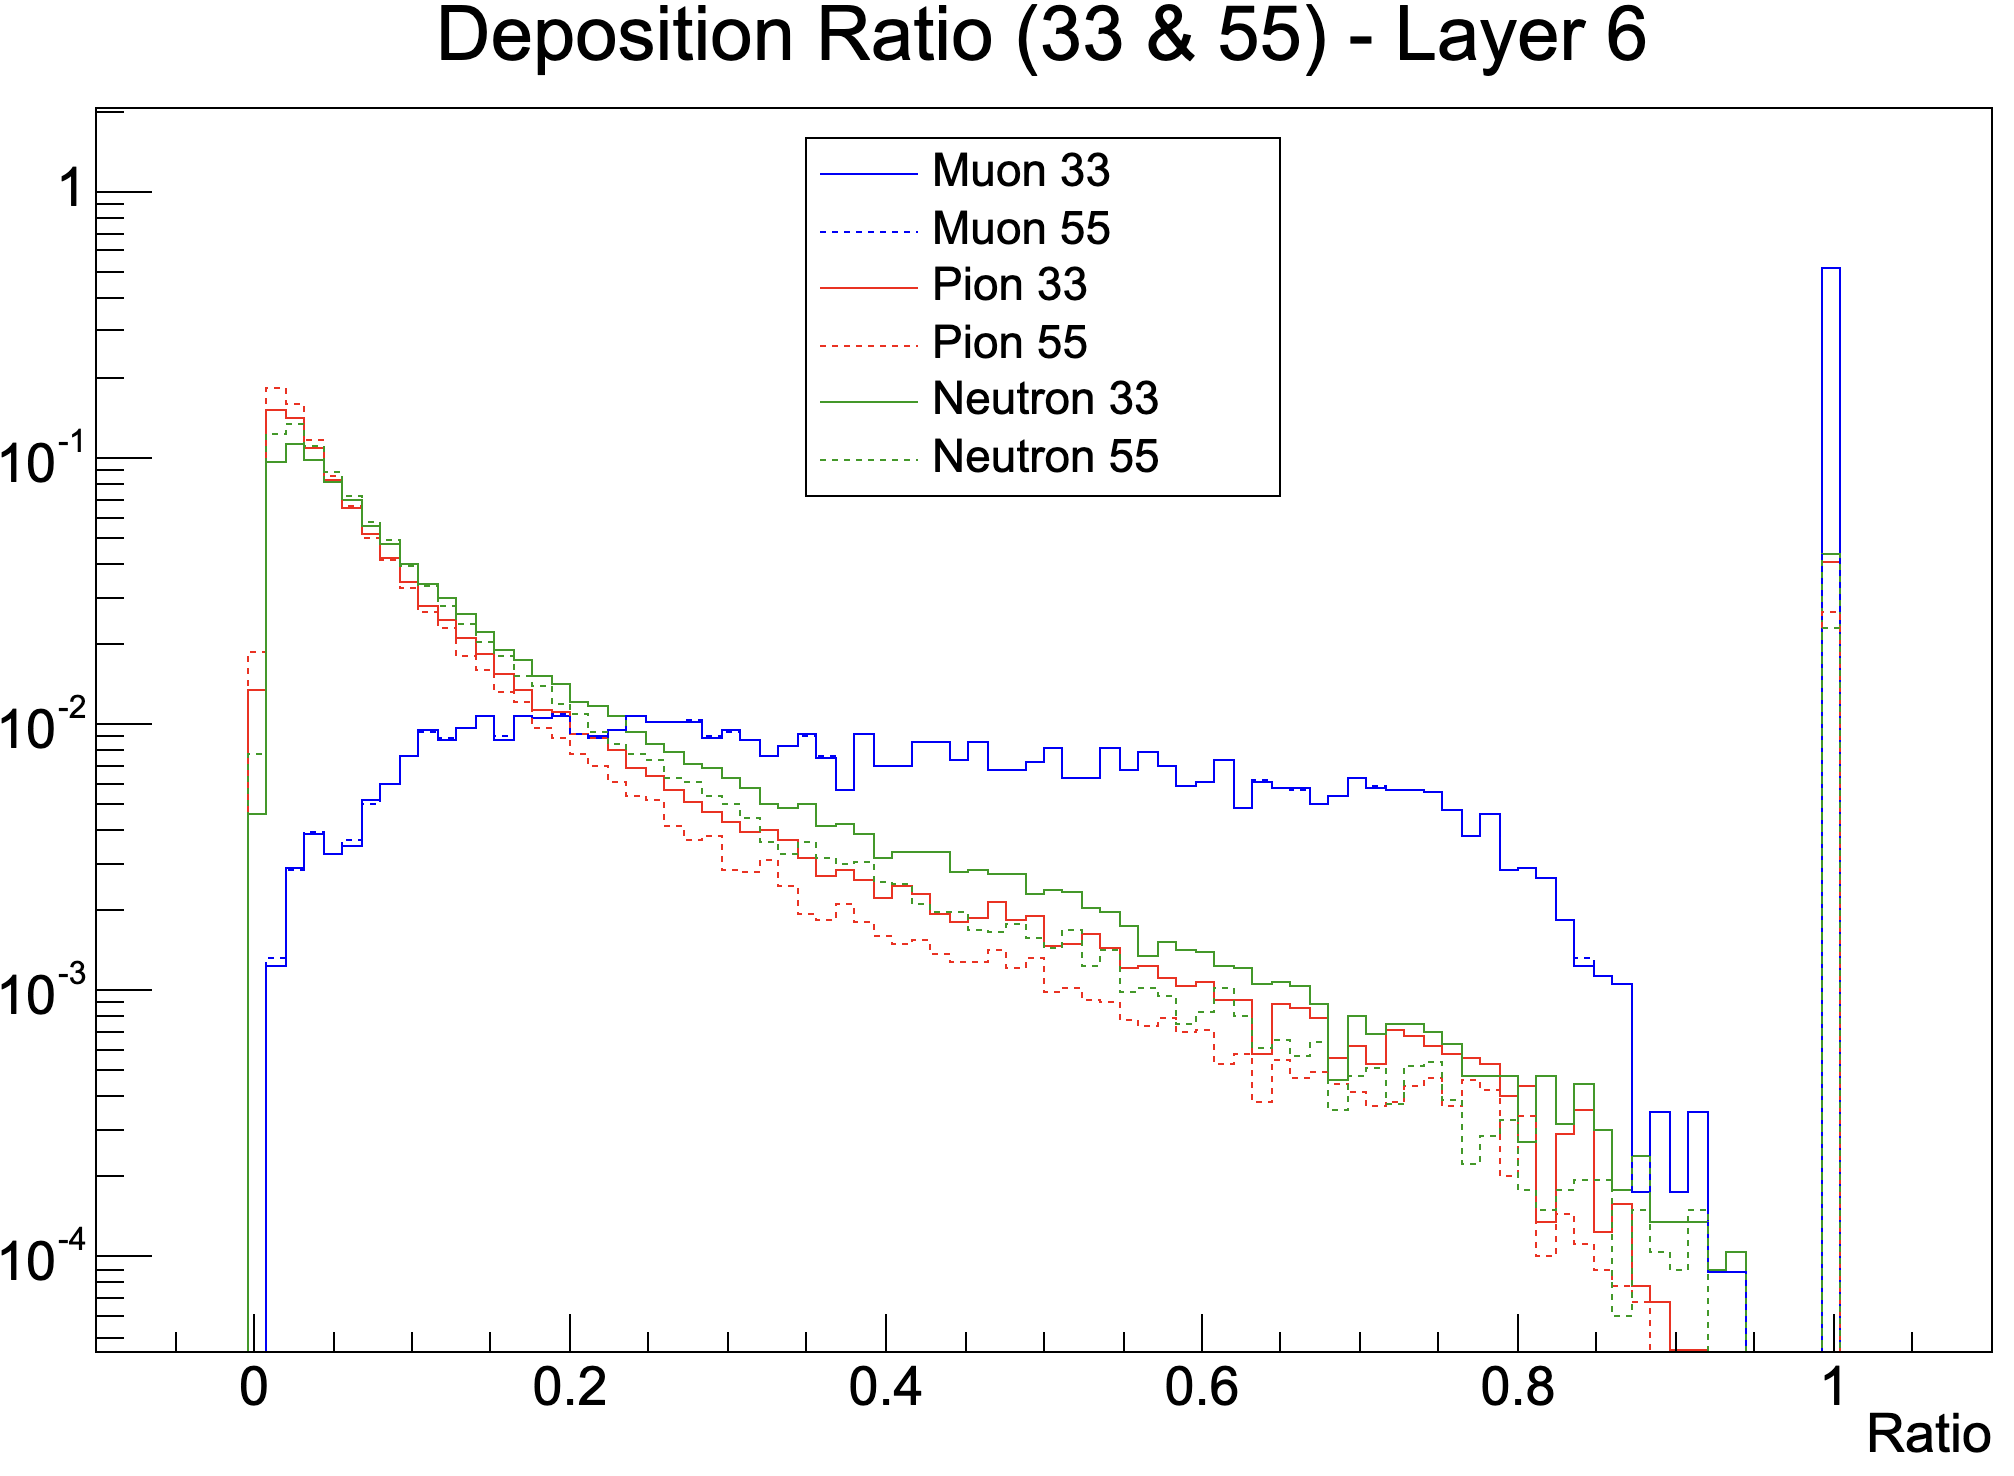 Deposition Ratio (33 & 55) - Layer 6
Muon 33
Muon 55
Pion 33
Pion 55
Neutron 33
Neutron 55
1
10-1
10-2
10-3
10-4
0 0.2 0.4 0.6 0.8 1
Ratio